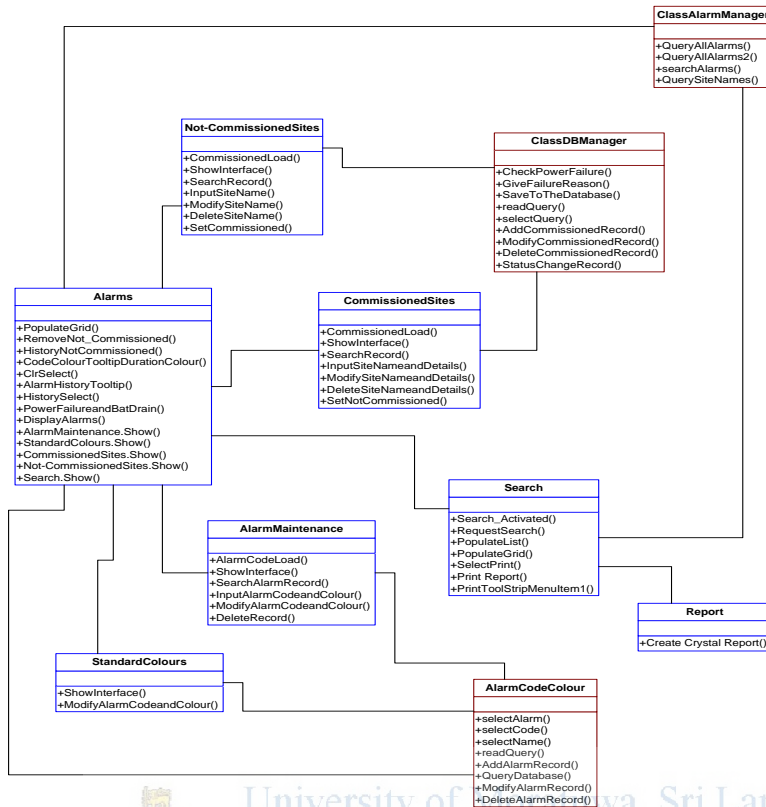 ClassAlarmManager
+QueryAllAlarms()
+QueryAllAlarms2()
+searchAlarms()
+QuerySiteNames()
Not-CommissionedSites
+CommissionedLoad()
+ShowInterface()
+SearchRecord()
+InputSiteName()
+ModifySiteName()
+DeleteSiteName()
+SetCommissioned()
ClassDBManager
+CheckPowerFailure()
+GiveFailureReason()
+SaveToTheDatabase()
+readQuery()
+selectQuery()
+AddCommissionedRecord()
+ModifyCommissionedRecord()
+DeleteCommissionedRecord()
+StatusChangeRecord()
Alarms
+PopulateGrid()
+RemoveNot_Commissioned()
+HistoryNotCommissioned()
+CodeColourTooltipDurationColour()
+ClrSelect()
+AlarmHistoryTooltip()
+HistorySelect()
+PowerFailureandBatDrain()
+DisplayAlarms()
+AlarmMaintenance.Show()
+StandardColours.Show()
+CommissionedSites.Show()
+Not-CommissionedSites.Show()
+Search.Show()
CommissionedSites
+CommissionedLoad()
+ShowInterface()
+SearchRecord()
+InputSiteNameandDetails()
+ModifySiteNameandDetails()
+DeleteSiteNameandDetails()
+SetNotCommissioned()
Search
+Search_Activated()
+RequestSearch()
+PopulateList()
+PopulateGrid()
+SelectPrint()
+Print Report()
+PrintToolStripMenuItem1()
AlarmMaintenance
+AlarmCodeLoad()
+ShowInterface()
+SearchAlarmRecord()
+InputAlarmCodeandColour()
+ModifyAlarmCodeandColour()
+DeleteRecord()
Report
+Create Crystal Report()
StandardColours
+ShowInterface()
+ModifyAlarmCodeandColour()
AlarmCodeColour
+selectAlarm()
+selectCode()
+selectName()
+readQuery()
+AddAlarmRecord()
+QueryDatabase()
+ModifyAlarmRecord()
+DeleteAlarmRecord()
University of Sri